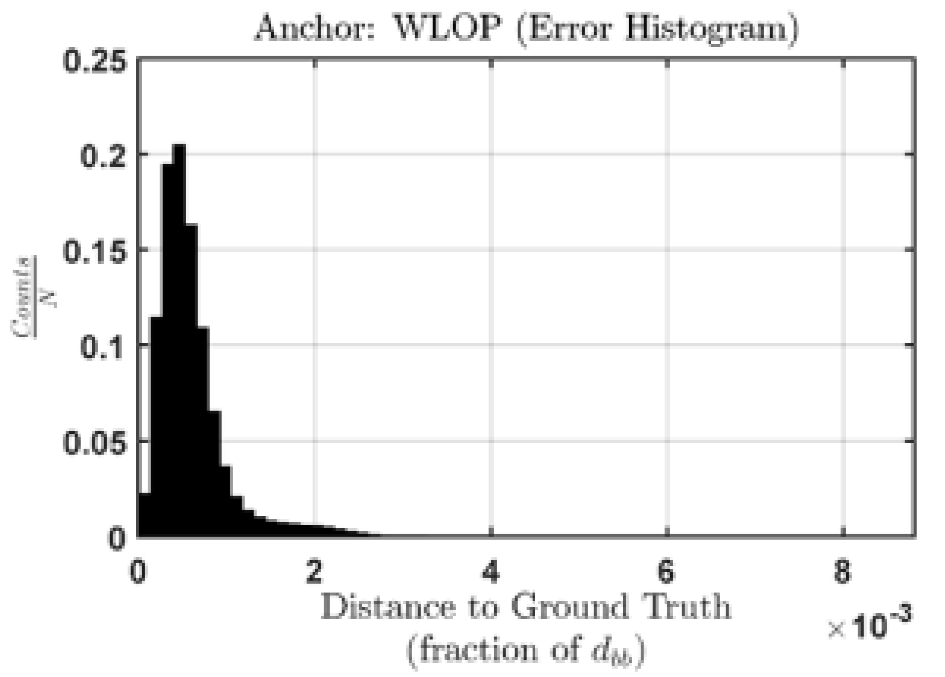 Anchor: WLOP (Error Histogram)
0.25
0.2
0.15
0.1
0.05
0
Counts
N
0 2 4 6 8
Distance to Ground Truth
(fraction of d_bb)
× 10^-3